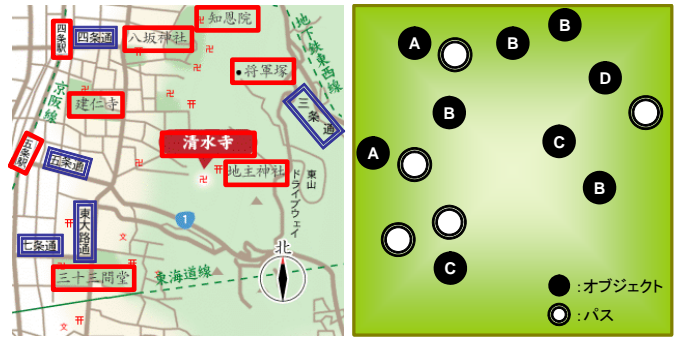 知恩院
四条駅
四条通
八坂神社
地下鉄東西線
将軍塚
京阪線
建仁寺
三条通
清水寺
五条駅
五条通
地主神社
東山
ドライブウェイ
東大路通
1
七条通
北
三十三間堂
東海道線
B
A
B
D
B
C
A
B
C
:オブジェクト
:パス